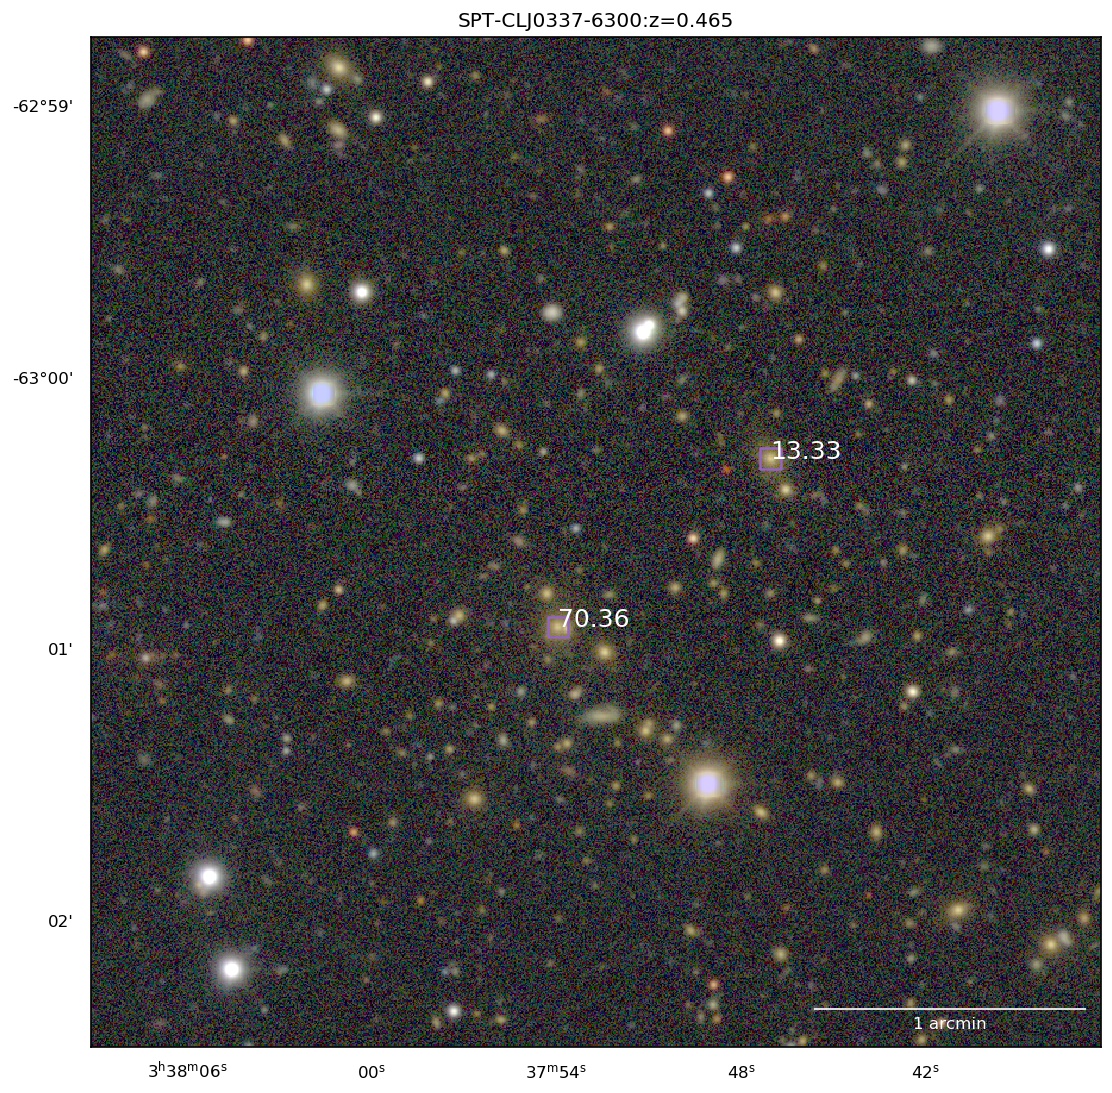 SPT-CLJ0337-6300:z=0.465
-62°59'
-63°00'
13.33
70.36
01'
02'
1 arcmin
3ʰ38ᵐ06ˢ 00ˢ 37ᵐ54ˢ 48ˢ 42ˢ